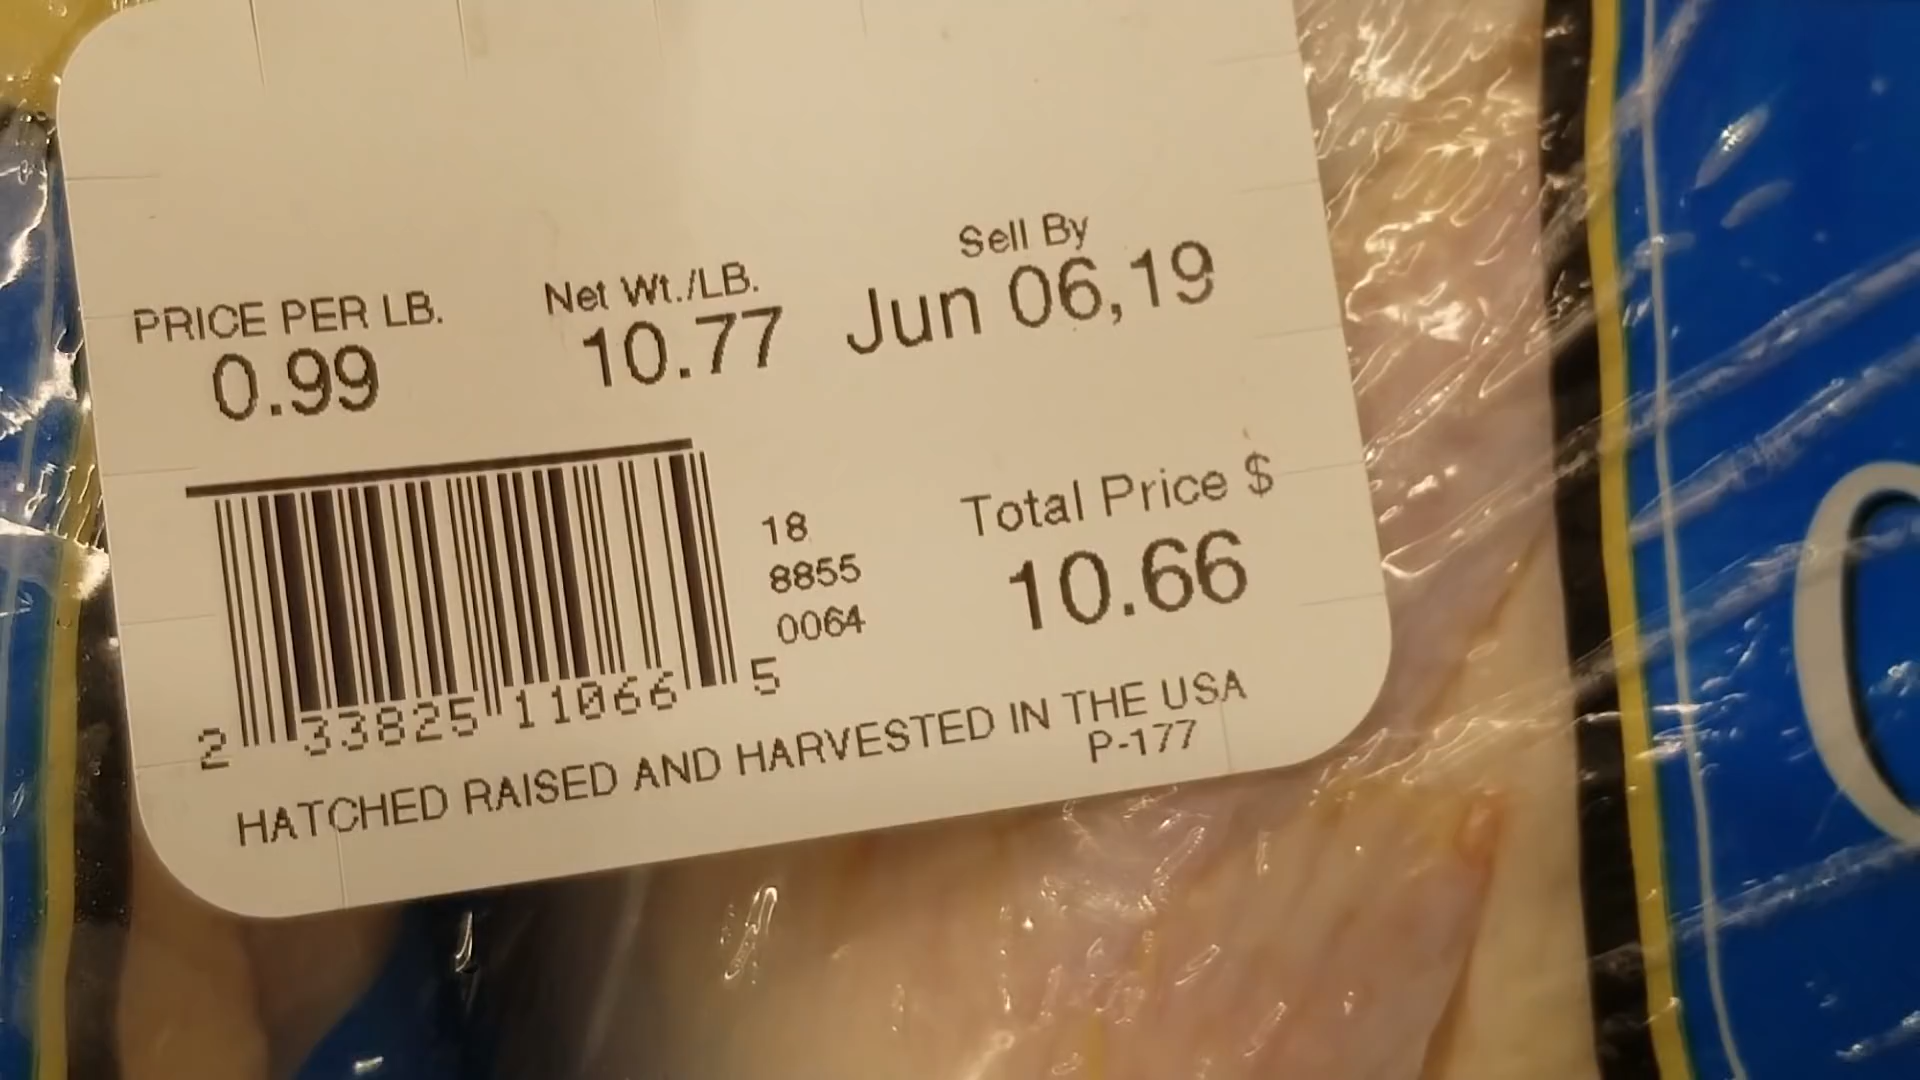 PRICE PER LB. Net Wt./LB. Sell By
0.99 10.77 Jun 06,19
18
8855
0064
Total Price $
10.66
2 33825 11066 5
HATCHED RAISED AND HARVESTED IN THE USA
P-177